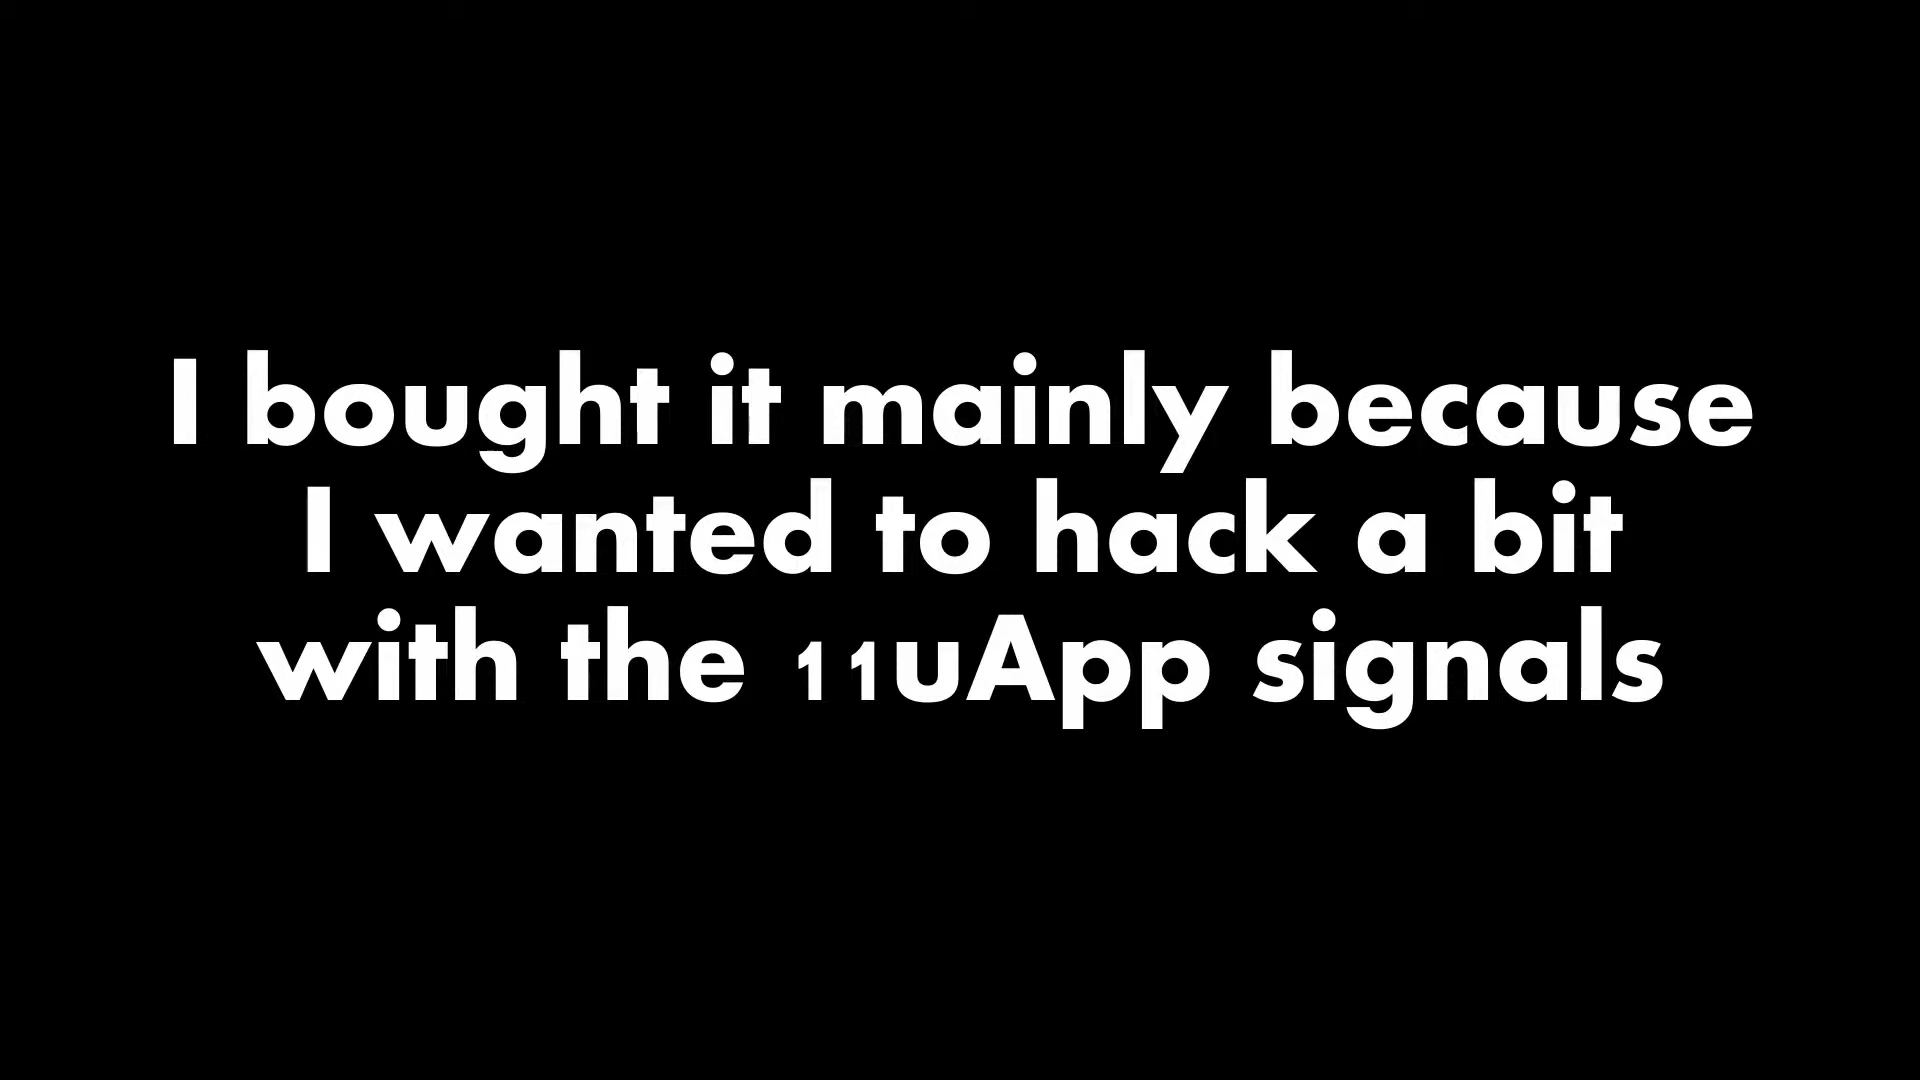 I bought it mainly because
I wanted to hack a bit
with the 11uApp signals